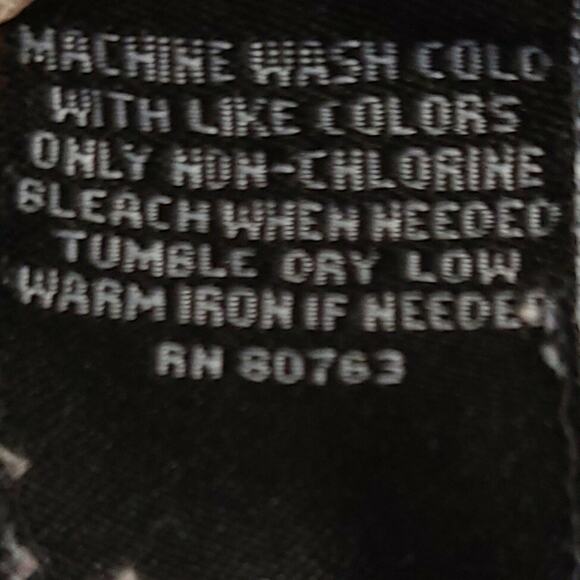 MACHINE WASH COLD
WITH LIKE COLORS
ONLY NON-CHLORINE
BLEACH WHEN NEEDED
TUMBLE DRY LOW
WARM IRON IF NEEDED
RN 80763